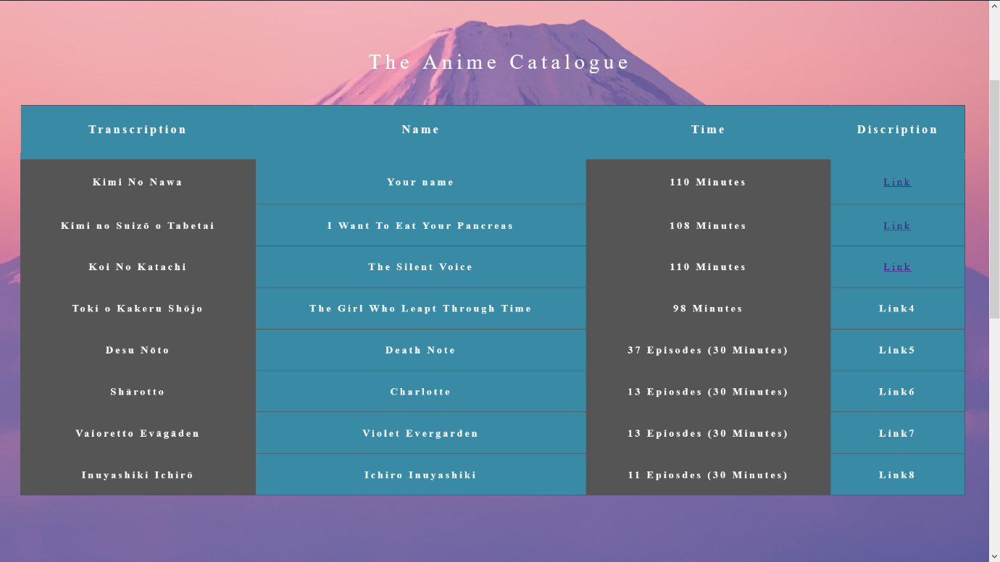 The Anime Catalogue
Transcription Name Time Discription
Kimi No Nawa Your name 110 Minutes Link
Kimi no Suizō o Tabetai I Want To Eat Your Pancreas 108 Minutes Link
Koi No Katachi The Silent Voice 110 Minutes Link
Toki o Kakeru Shōjo The Girl Who Leapt Through Time 98 Minutes Link4
Desu Nōto Death Note 37 Episodes (30 Minutes) Link5
Shārotto Charlotte 13 Epiosdes (30 Minutes) Link6
Vaioretto Evāgāden Violet Evergarden 13 Epiosdes (30 Minutes) Link7
Inuyashiki Ichirō Ichiro Inuyashiki 11 Epiosdes (30 Minutes) Link8